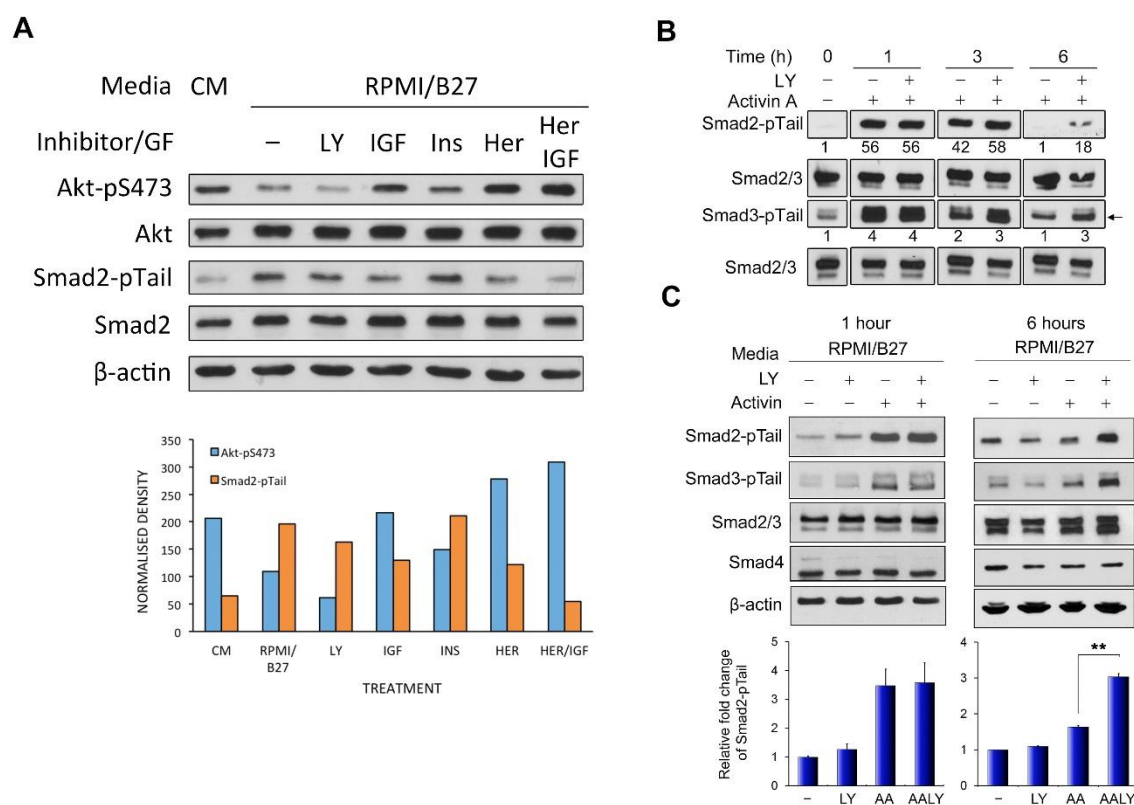 A
Media CM RPMI/B27
Inhibitor/GF – LY IGF Ins Her Her IGF
Akt-pS473
Akt
Smad2-pTail
Smad2
β-actin
350
300
250
200
150
100
50
0
NORMALISED DENSITY
Akt-pS473
Smad2-pTail
CM RPMI/B27 LY IGF INS HER HER/IGF
TREATMENT
B
Time (h) 0 1 3 6
LY – – + – + – +
Activin A – + + + + + +
Smad2-pTail
1 56 56 42 58 1 18
Smad2/3
Smad3-pTail ←
1 4 4 2 3 1 3
Smad2/3
C
1 hour 6 hours
Media RPMI/B27 RPMI/B27
LY – + – + – + – +
Activin – – + + – – + +
Smad2-pTail
Smad3-pTail
Smad2/3
Smad4
β-actin
Relative fold change
of Smad2-pTail
5
4
3
2
1
0
– LY AA AALY
4
3
2
1
0
**
– LY AA AALY